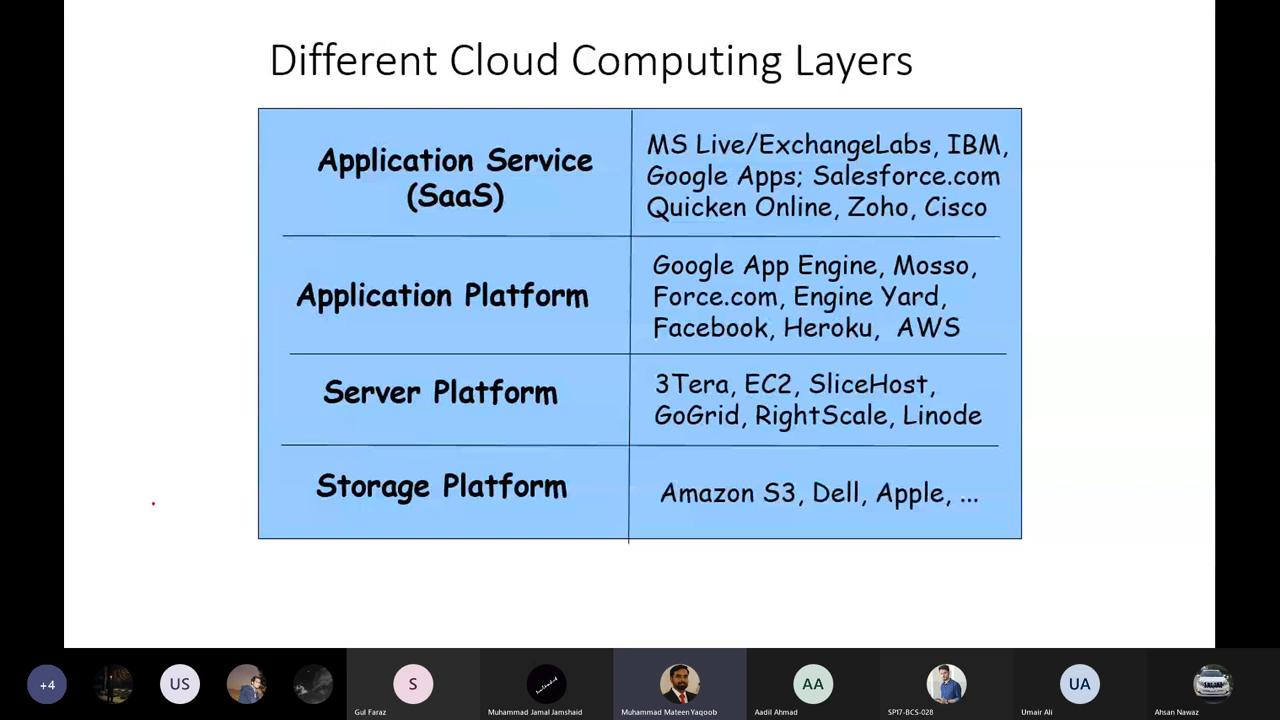 Different Cloud Computing Layers
Application Service
(SaaS)
MS Live/ExchangeLabs, IBM,
Google Apps; Salesforce.com
Quicken Online, Zoho, Cisco
Application Platform
Google App Engine, Mosso,
Force.com, Engine Yard,
Facebook, Heroku, AWS
Server Platform
3Tera, EC2, SliceHost,
GoGrid, RightScale, Linode
Storage Platform
Amazon S3, Dell, Apple, ...
+4
US
S
AA
UA
Gul Faraz
Muhammad Jamal Jamshaid
Muhammad Mateen Yaqoob
Aadil Ahmad
SP17-BCS-028
Umair Ali
Ahsan Nawaz